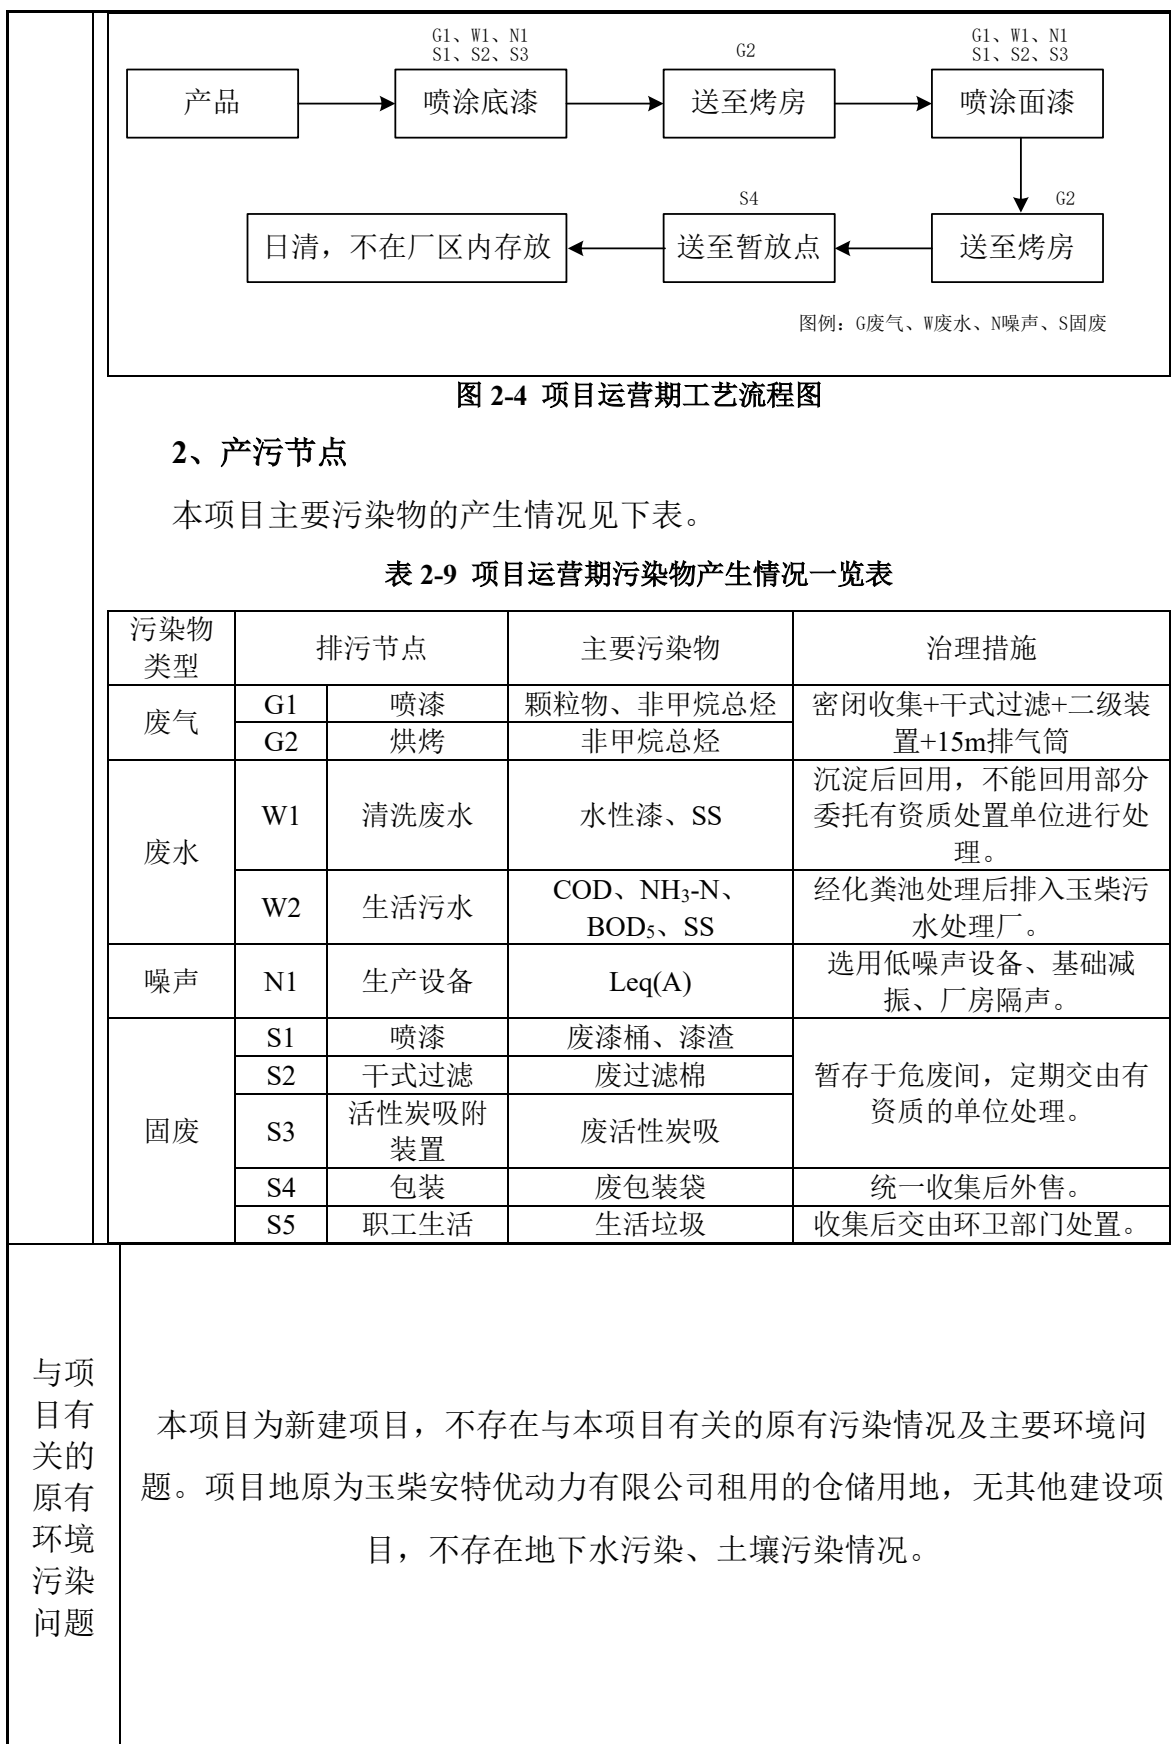 G1、W1、N1
S1、S2、S3
G2
G1、W1、N1
S1、S2、S3
产品
喷涂底漆
送至烤房
喷涂面漆
S4
G2
日清，不在厂区内存放
送至暂放点
送至烤房
图例：G废气、W废水、N噪声、S固废
图 2-4 项目运营期工艺流程图
2、产污节点
本项目主要污染物的产生情况见下表。
表 2-9 项目运营期污染物产生情况一览表
污染物
类型
排污节点
主要污染物
治理措施
废气
G1
喷漆
颗粒物、非甲烷总烃
密闭收集+干式过滤+二级装
置+15m排气筒
G2
烘烤
非甲烷总烃
废水
W1
清洗废水
水性漆、SS
沉淀后回用，不能回用部分
委托有资质处置单位进行处
理。
W2
生活污水
COD、NH₃-N、
BOD₅、SS
经化粪池处理后排入玉柴污
水处理厂。
噪声
N1
生产设备
Leq(A)
选用低噪声设备、基础减
振、厂房隔声。
固废
S1
喷漆
废漆桶、漆渣
暂存于危废间，定期交由有
资质的单位处理。
S2
干式过滤
废过滤棉
S3
活性炭吸附
装置
废活性炭吸
S4
包装
废包装袋
统一收集后外售。
S5
职工生活
生活垃圾
收集后交由环卫部门处置。
与项
目有
关的
原有
环境
污染
问题
本项目为新建项目，不存在与本项目有关的原有污染情况及主要环境问
题。项目地原为玉柴安特优动力有限公司租用的仓储用地，无其他建设项
目，不存在地下水污染、土壤污染情况。